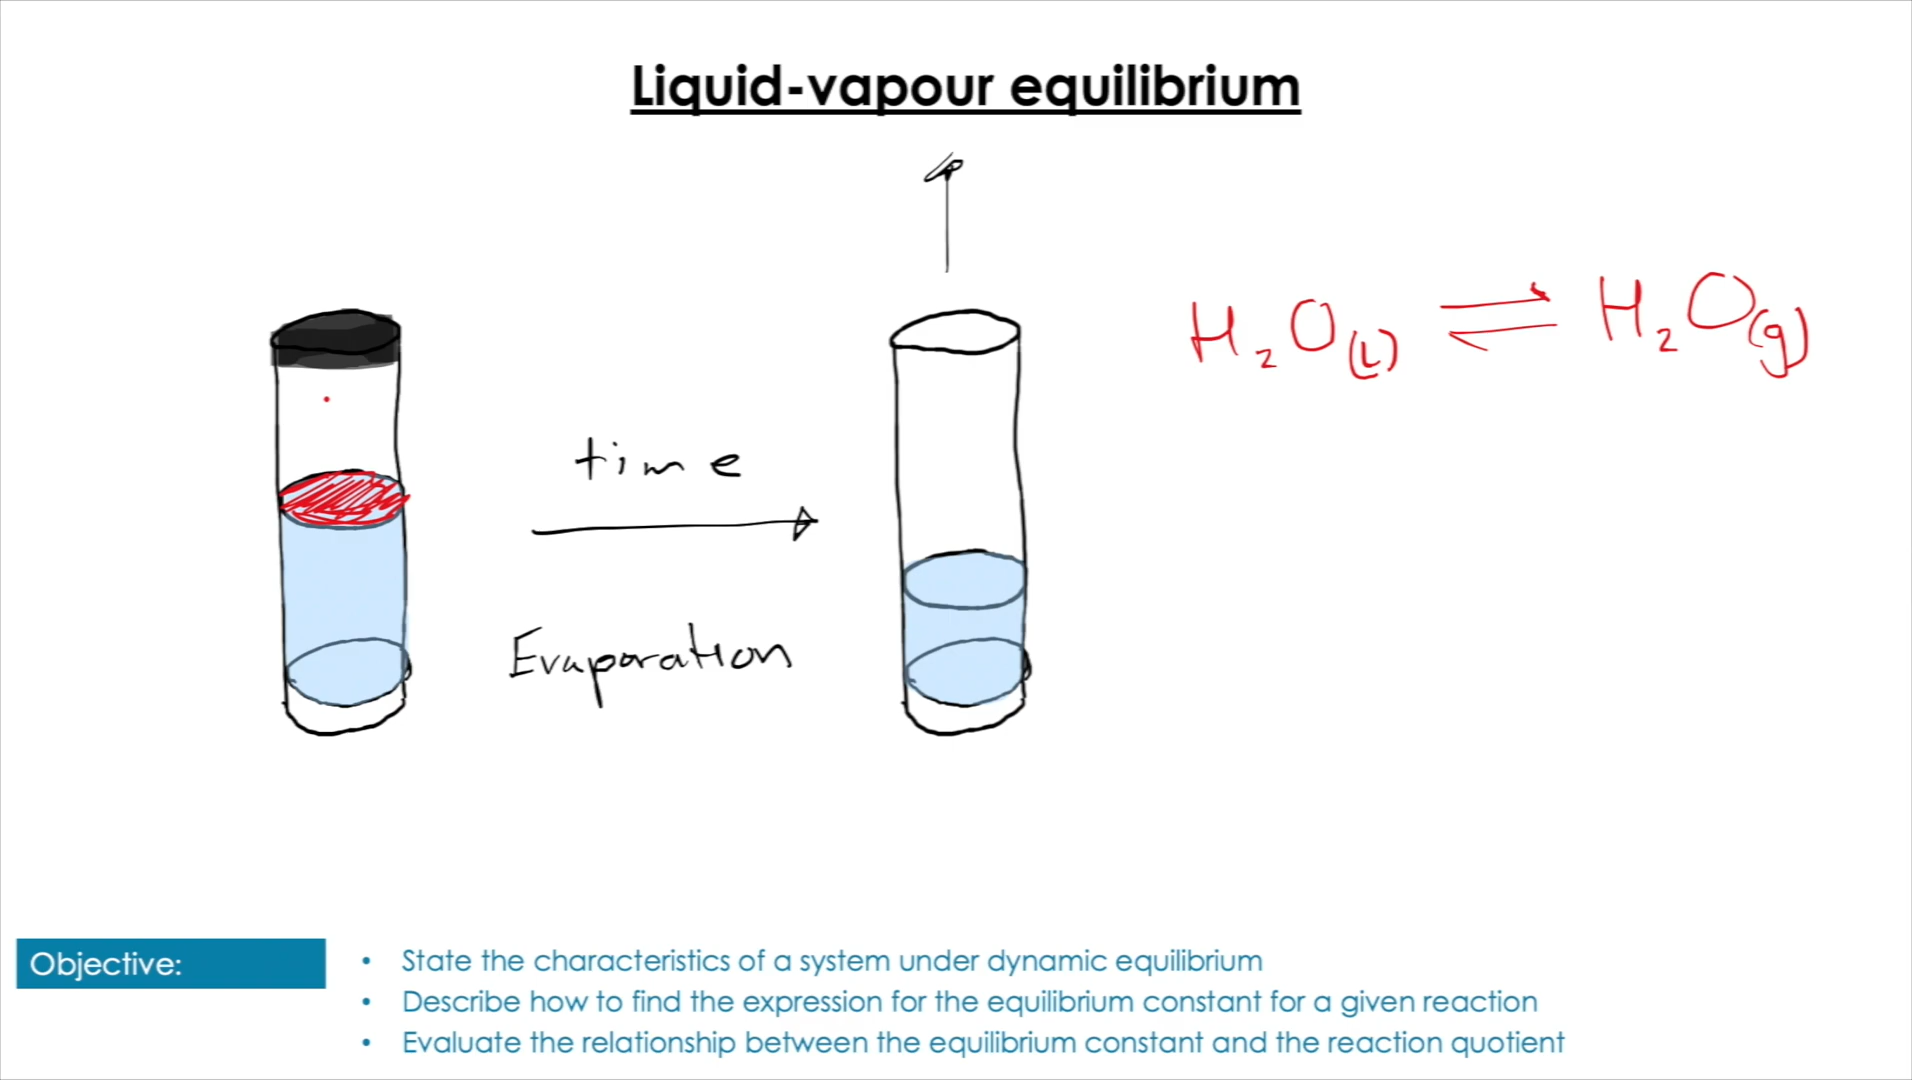 Liquid-vapour equilibrium
H₂O(l) ⇌ H₂O(g)
time
Evaporation
Objective:
• State the characteristics of a system under dynamic equilibrium
• Describe how to find the expression for the equilibrium constant for a given reaction
• Evaluate the relationship between the equilibrium constant and the reaction quotient